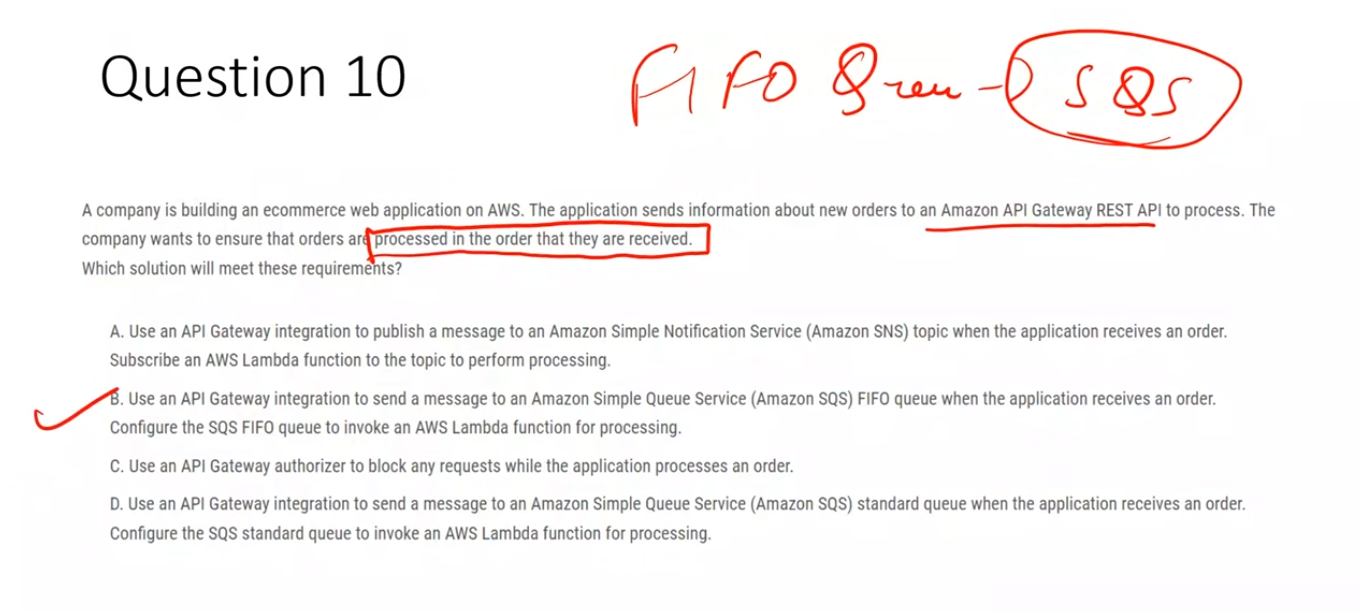 Question 10
FIFO Queu → SQS
A company is building an ecommerce web application on AWS. The application sends information about new orders to an Amazon API Gateway REST API to process. The
company wants to ensure that orders are processed in the order that they are received.
Which solution will meet these requirements?
A. Use an API Gateway integration to publish a message to an Amazon Simple Notification Service (Amazon SNS) topic when the application receives an order.
Subscribe an AWS Lambda function to the topic to perform processing.
B. Use an API Gateway integration to send a message to an Amazon Simple Queue Service (Amazon SQS) FIFO queue when the application receives an order.
Configure the SQS FIFO queue to invoke an AWS Lambda function for processing.
C. Use an API Gateway authorizer to block any requests while the application processes an order.
D. Use an API Gateway integration to send a message to an Amazon Simple Queue Service (Amazon SQS) standard queue when the application receives an order.
Configure the SQS standard queue to invoke an AWS Lambda function for processing.